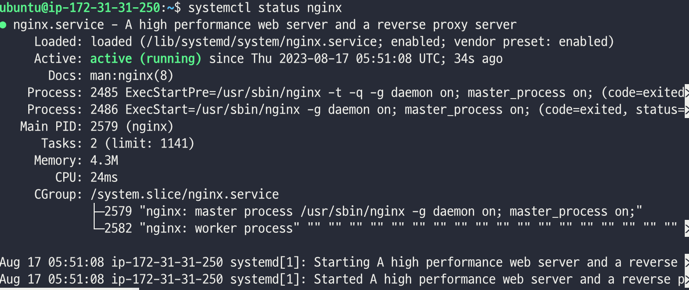 ubuntu@ip-172-31-31-250:~$ systemctl status nginx
● nginx.service - A high performance web server and a reverse proxy server
Loaded: loaded (/lib/systemd/system/nginx.service; enabled; vendor preset: enabled)
Active: active (running) since Thu 2023-08-17 05:51:08 UTC; 34s ago
Docs: man:nginx(8)
Process: 2485 ExecStartPre=/usr/sbin/nginx -t -q -g daemon on; master_process on; (code=exited>
Process: 2486 ExecStart=/usr/sbin/nginx -g daemon on; master_process on; (code=exited, status=>
Main PID: 2579 (nginx)
Tasks: 2 (limit: 1141)
Memory: 4.3M
CPU: 24ms
CGroup: /system.slice/nginx.service
├─2579 "nginx: master process /usr/sbin/nginx -g daemon on; master_process on;"
└─2582 "nginx: worker process" "" "" "" "" "" "" "" "" "" "" "" "" "" "" "" "" "" "" >
Aug 17 05:51:08 ip-172-31-31-250 systemd[1]: Starting A high performance web server and a reverse >
Aug 17 05:51:08 ip-172-31-31-250 systemd[1]: Started A high performance web server and a reverse p>